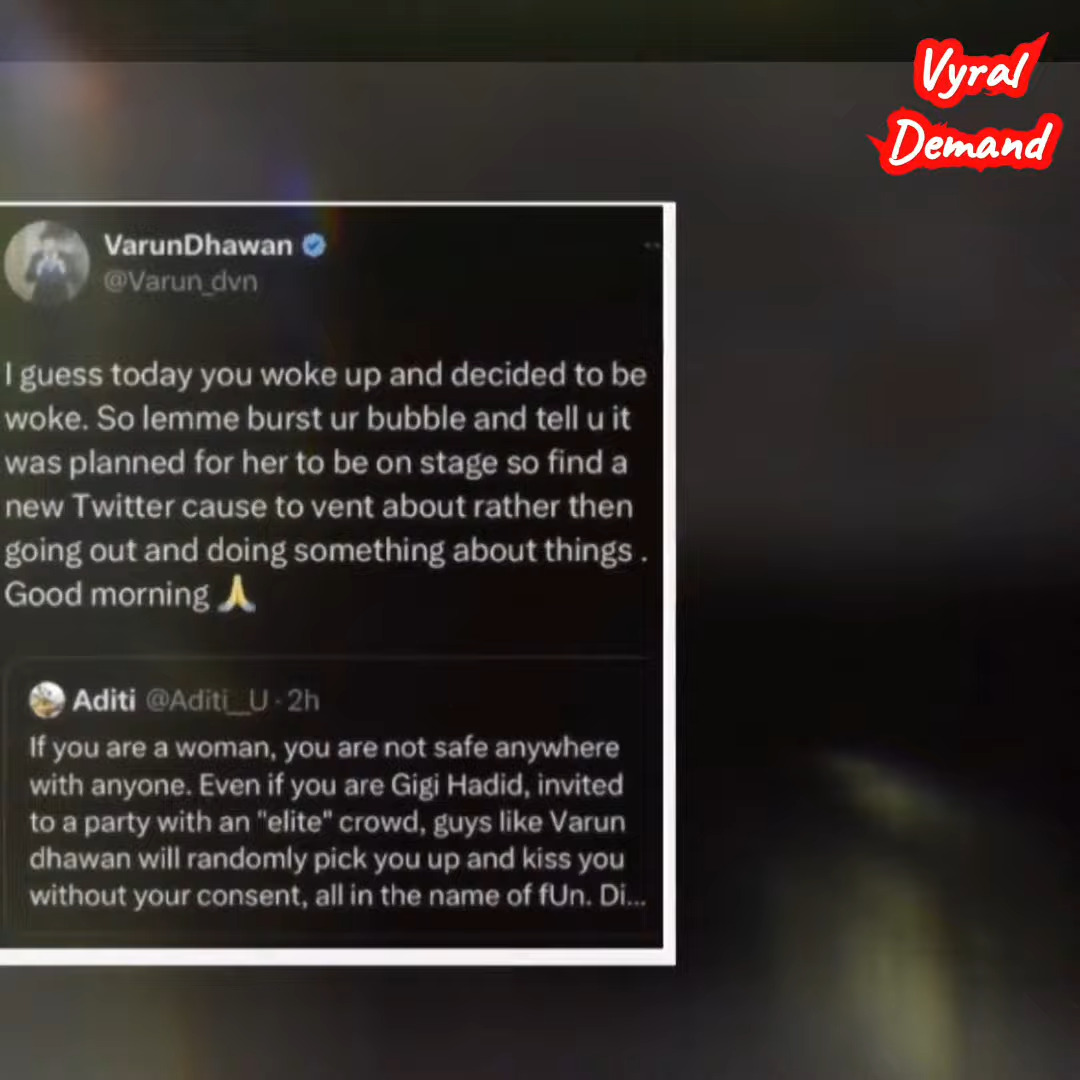 Vyral
Demand
VarunDhawan
@Varun_dvn
I guess today you woke up and decided to be
woke. So lemme burst ur bubble and tell u it
was planned for her to be on stage so find a
new Twitter cause to vent about rather then
going out and doing something about things .
Good morning 🙏
Aditi @Aditi__U · 2h
If you are a woman, you are not safe anywhere
with anyone. Even if you are Gigi Hadid, invited
to a party with an "elite" crowd, guys like Varun
dhawan will randomly pick you up and kiss you
without your consent, all in the name of fUn. Di...